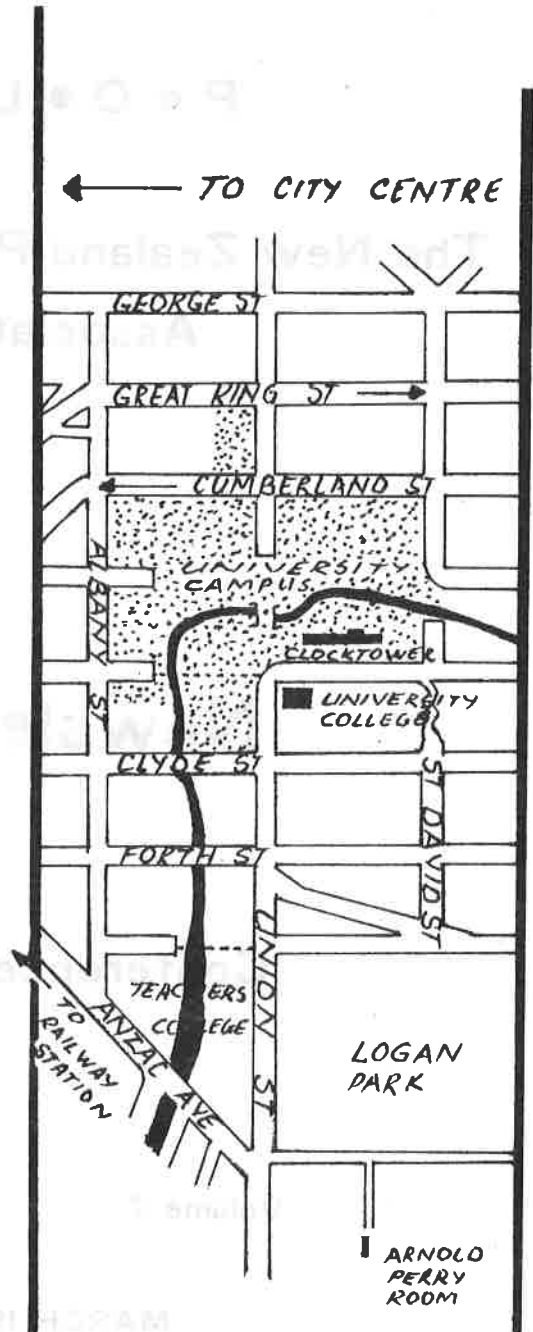 TO CITY CENTRE
GEORGE ST
GREAT KING ST
CUMBERLAND ST
ALBANY ST
UNIVERSITY
CAMPUS
CLOCKTOWER
UNIVERSITY
COLLEGE
CLYDE ST
ST DAVID ST
FORTH ST
UNION ST
TEACHERS
COLLEGE
ANZAC AVE
TO
RAILWAY
STATION
LOGAN
PARK
ARNOLD
PERRY
ROOM